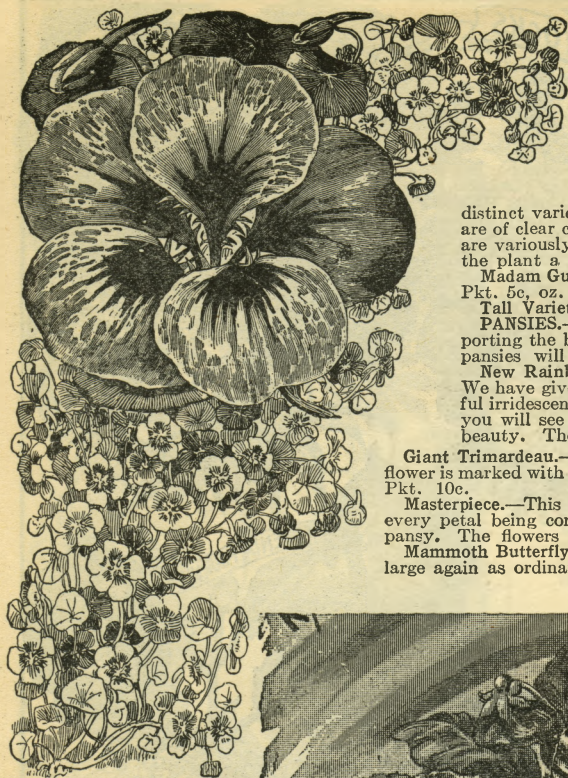 distinct varie
are of clear c
are variously
the plant a
Madam Gu
Pkt. 5c, oz.
Tall Variet
PANSIES.—
porting the b
pansies will
New Rainb
We have give
ful irridescen
you will see
beauty. The
Giant Trimardeau.—
flower is marked with
Pkt. 10c.
Masterpiece.—This
every petal being con
pansy. The flowers
Mammoth Butterfly
large again as ordina